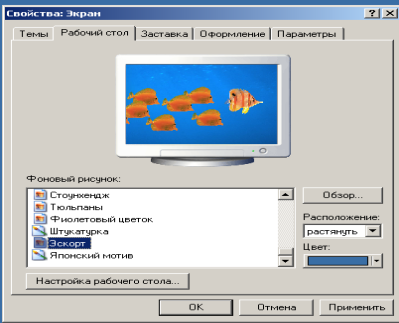 Свойства: Экран
Темы Рабочий стол Заставка Оформление Параметры
Фоновый рисунок:
Стоунхендж
Тюльпаны
Фиолетовый цветок
Штукатурка
Эскорт
Японский мотив
Обзор...
Расположение:
растянуть
Цвет:
Настройка рабочего стола...
OK Отмена Применить